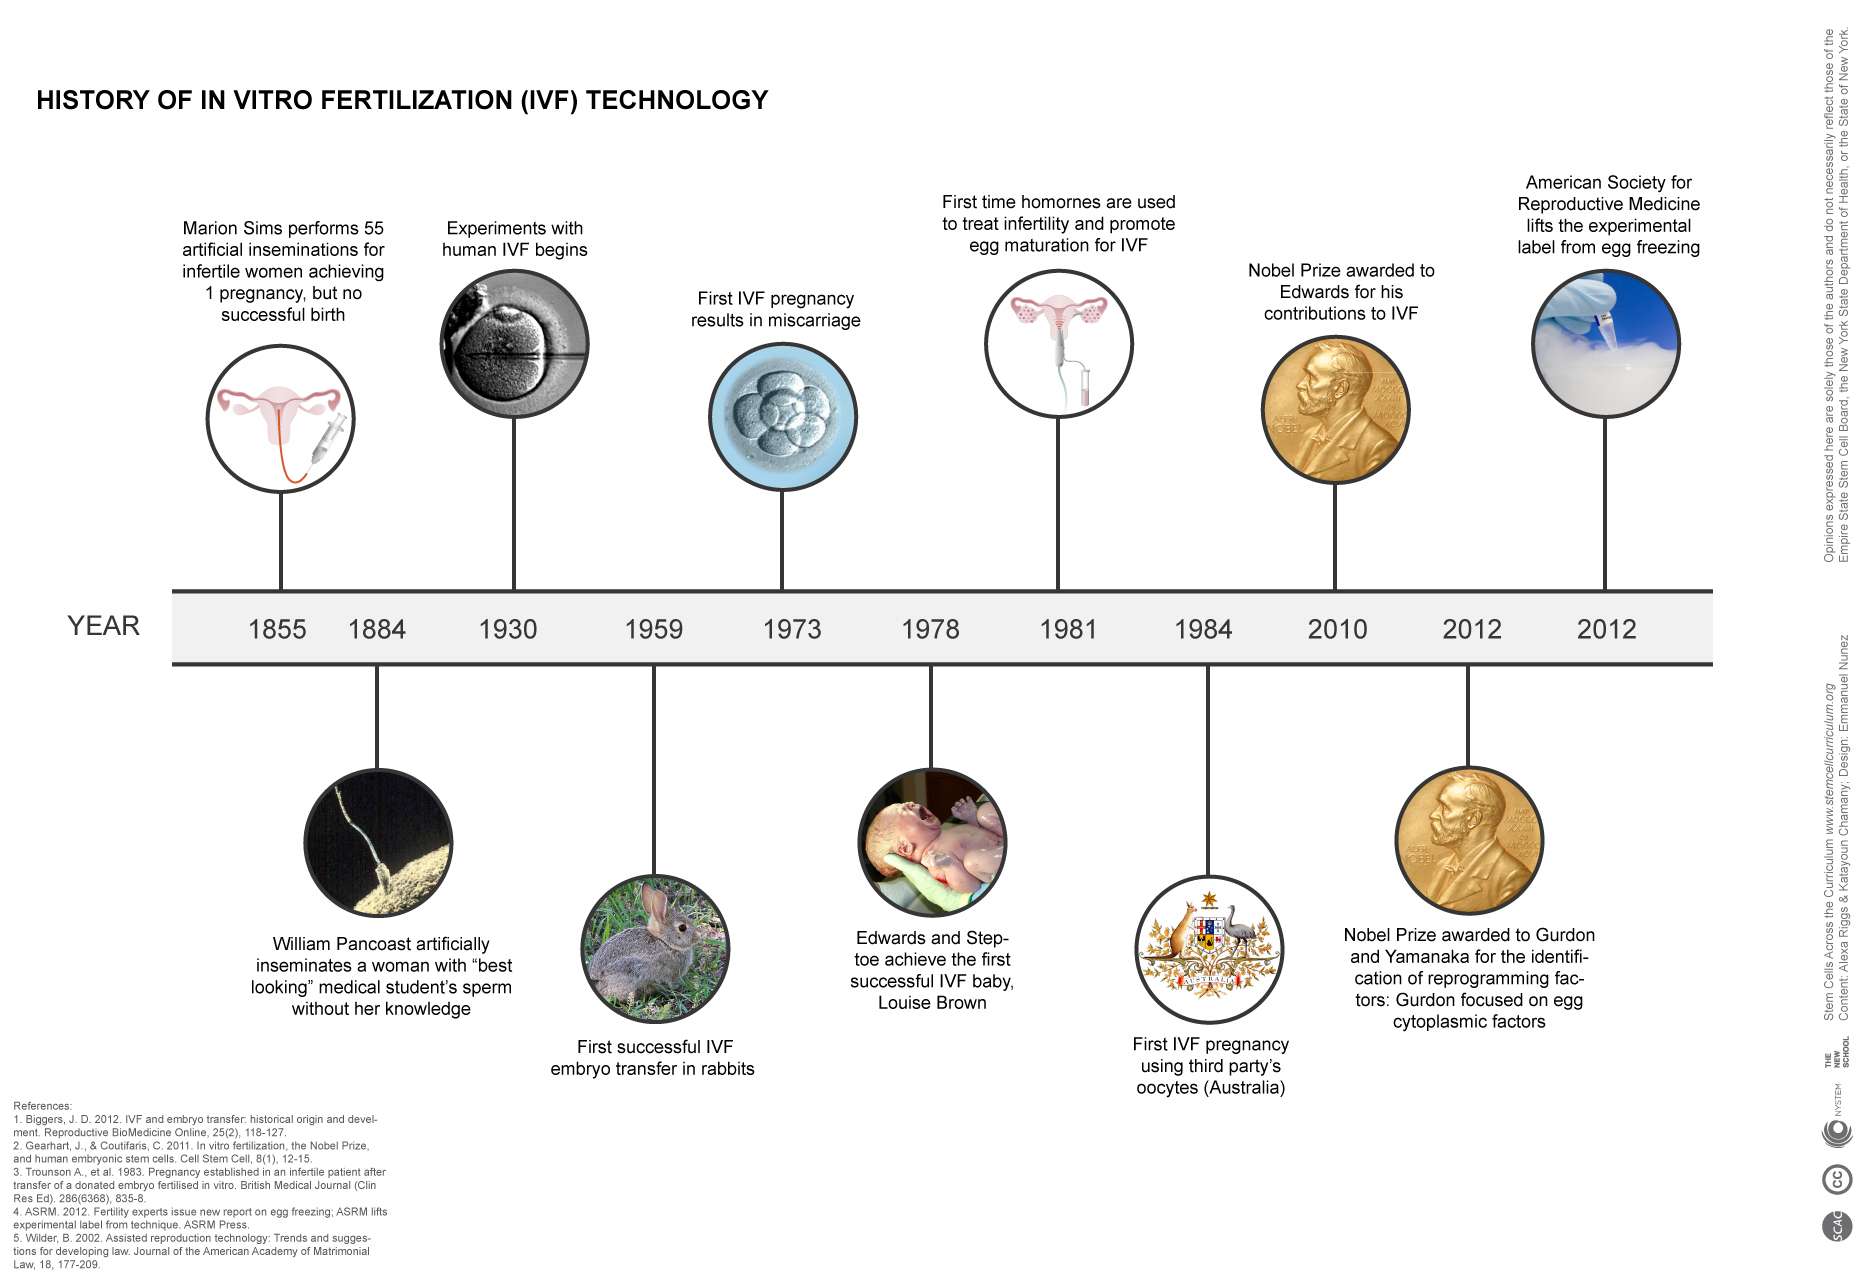 HISTORY OF IN VITRO FERTILIZATION (IVF) TECHNOLOGY
Marion Sims performs 55
artificial inseminations for
infertile women achieving
1 pregnancy, but no
successful birth
Experiments with
human IVF begins
First IVF pregnancy
results in miscarriage
First time homornes are used
to treat infertility and promote
egg maturation for IVF
Nobel Prize awarded to
Edwards for his
contributions to IVF
American Society for
Reproductive Medicine
lifts the experimental
label from egg freezing
YEAR
1855
1884
1930
1959
1973
1978
1981
1984
2010
2012
2012
William Pancoast artificially
inseminates a woman with “best
looking” medical student’s sperm
without her knowledge
First successful IVF
embryo transfer in rabbits
Edwards and Step-
toe achieve the first
successful IVF baby,
Louise Brown
AUSTRALIA
First IVF pregnancy
using third party’s
oocytes (Australia)
Nobel Prize awarded to Gurdon
and Yamanaka for the identifi-
cation of reprogramming fac-
tors: Gurdon focused on egg
cytoplasmic factors
References:
1. Biggers, J. D. 2012. IVF and embryo transfer: historical origin and devel-
ment. Reproductive BioMedicine Online, 25(2), 118-127.
2. Gearhart, J., & Coutifaris, C. 2011. In vitro fertilization, the Nobel Prize,
and human embryonic stem cells. Cell Stem Cell, 8(1), 12-15.
3. Trounson A., et al. 1983. Pregnancy established in an infertile patient after
transfer of a donated embryo fertilised in vitro. British Medical Journal (Clin
Res Ed). 286(6368), 835-8.
4. ASRM. 2012. Fertility experts issue new report on egg freezing; ASRM lifts
experimental label from technique. ASRM Press.
5. Wilder, B. 2002. Assisted reproduction technology: Trends and sugges-
tions for developing law. Journal of the American Academy of Matrimonial
Law, 18, 177-209.
Opinions expressed here are solely those of the authors and do not necessarily reflect those of the
Empire State Stem Cell Board, the New York State Department of Health, or the State of New York.
Stem Cells Across the Curriculum www.stemcellcurriculum.org
Content: Alexa Riggs & Katayoun Chamany; Design: Emmanuel Nunez
THE
NEW
SCHOOL
NYSTEM
CC
SCAC